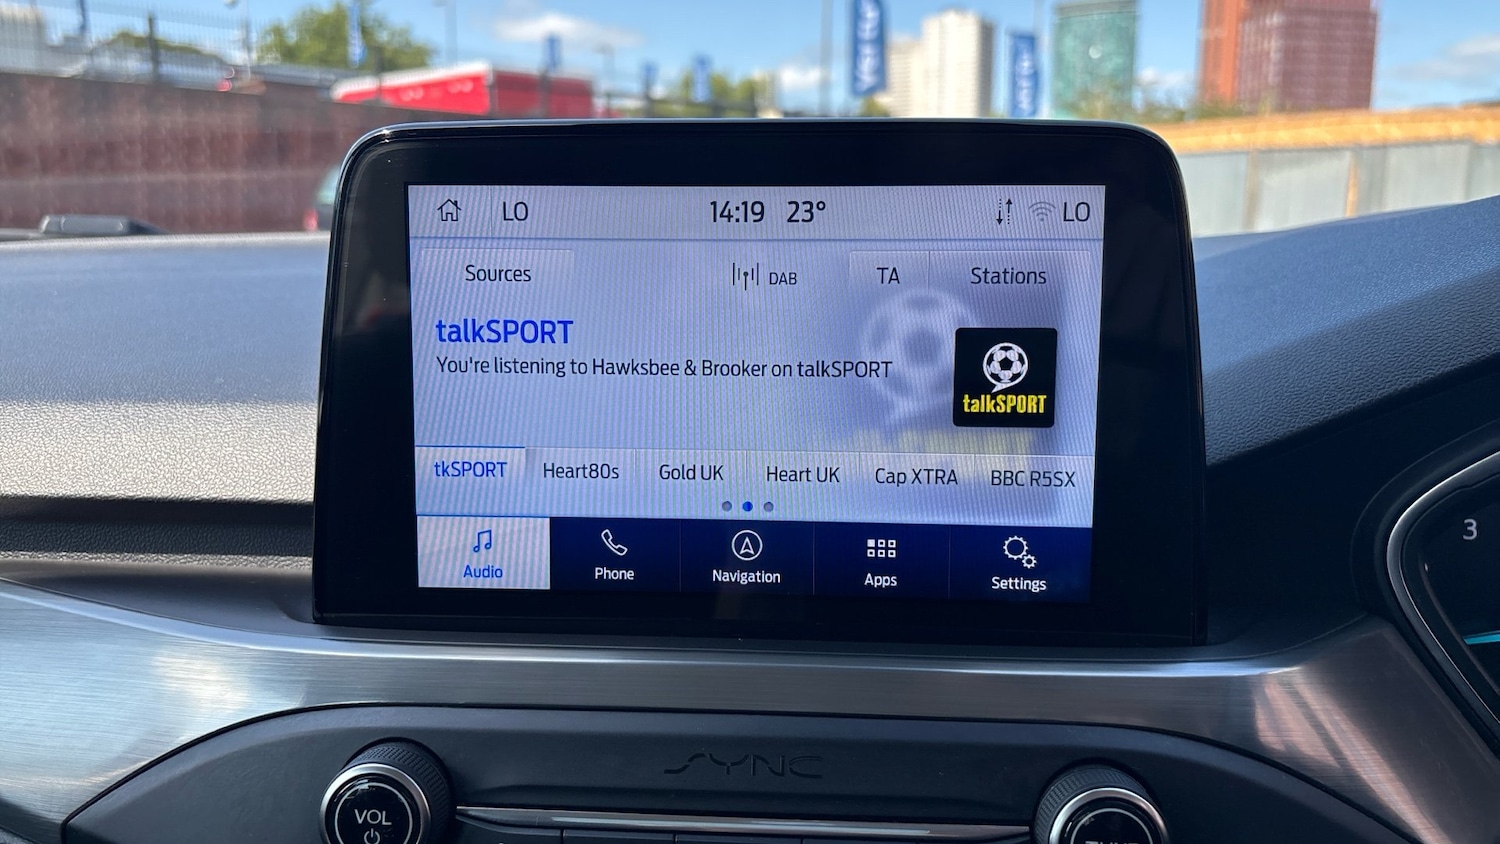 LO 14:19 23° LO
Sources DAB TA Stations
talkSPORT
You're listening to Hawksbee & Brooker on talkSPORT
talkSPORT
tkSPORT Heart80s Gold UK Heart UK Cap XTRA BBC R5SX
Audio Phone Navigation Apps Settings
3
SYNC
VOL